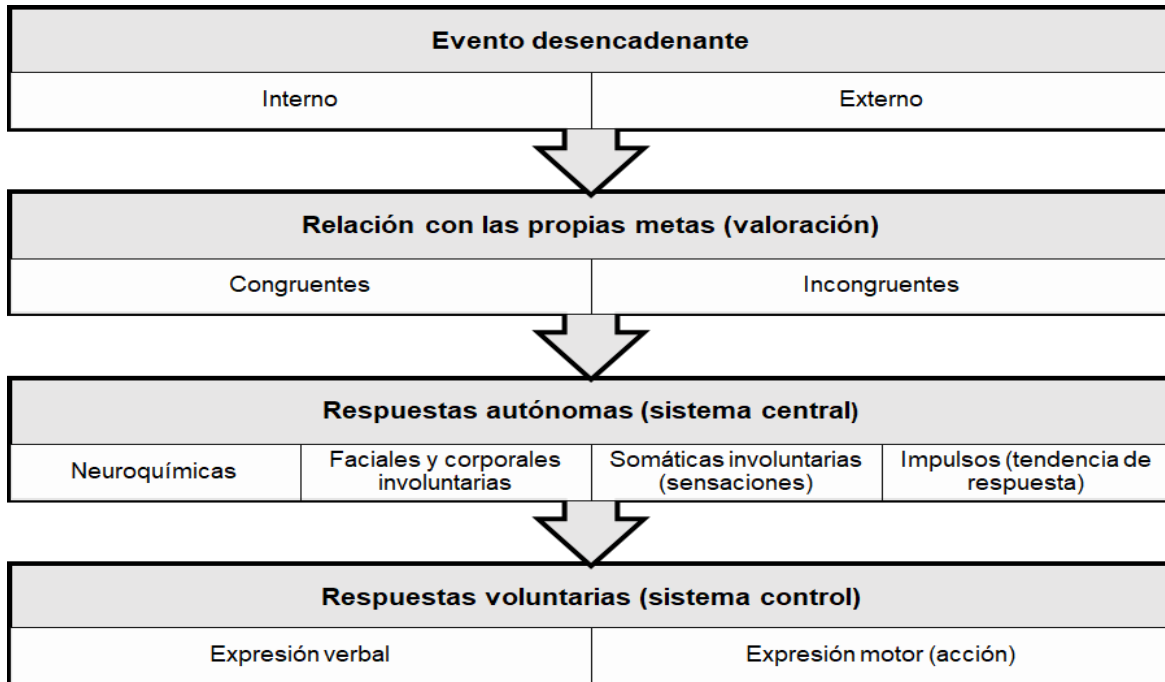 Evento desencadenante
Interno
Externo
Relación con las propias metas (valoración)
Congruentes
Incongruentes
Respuestas autónomas (sistema central)
Neuroquímicas
Faciales y corporales
involuntarias
Somáticas involuntarias
(sensaciones)
Impulsos (tendencia de
respuesta)
Respuestas voluntarias (sistema control)
Expresión verbal
Expresión motor (acción)